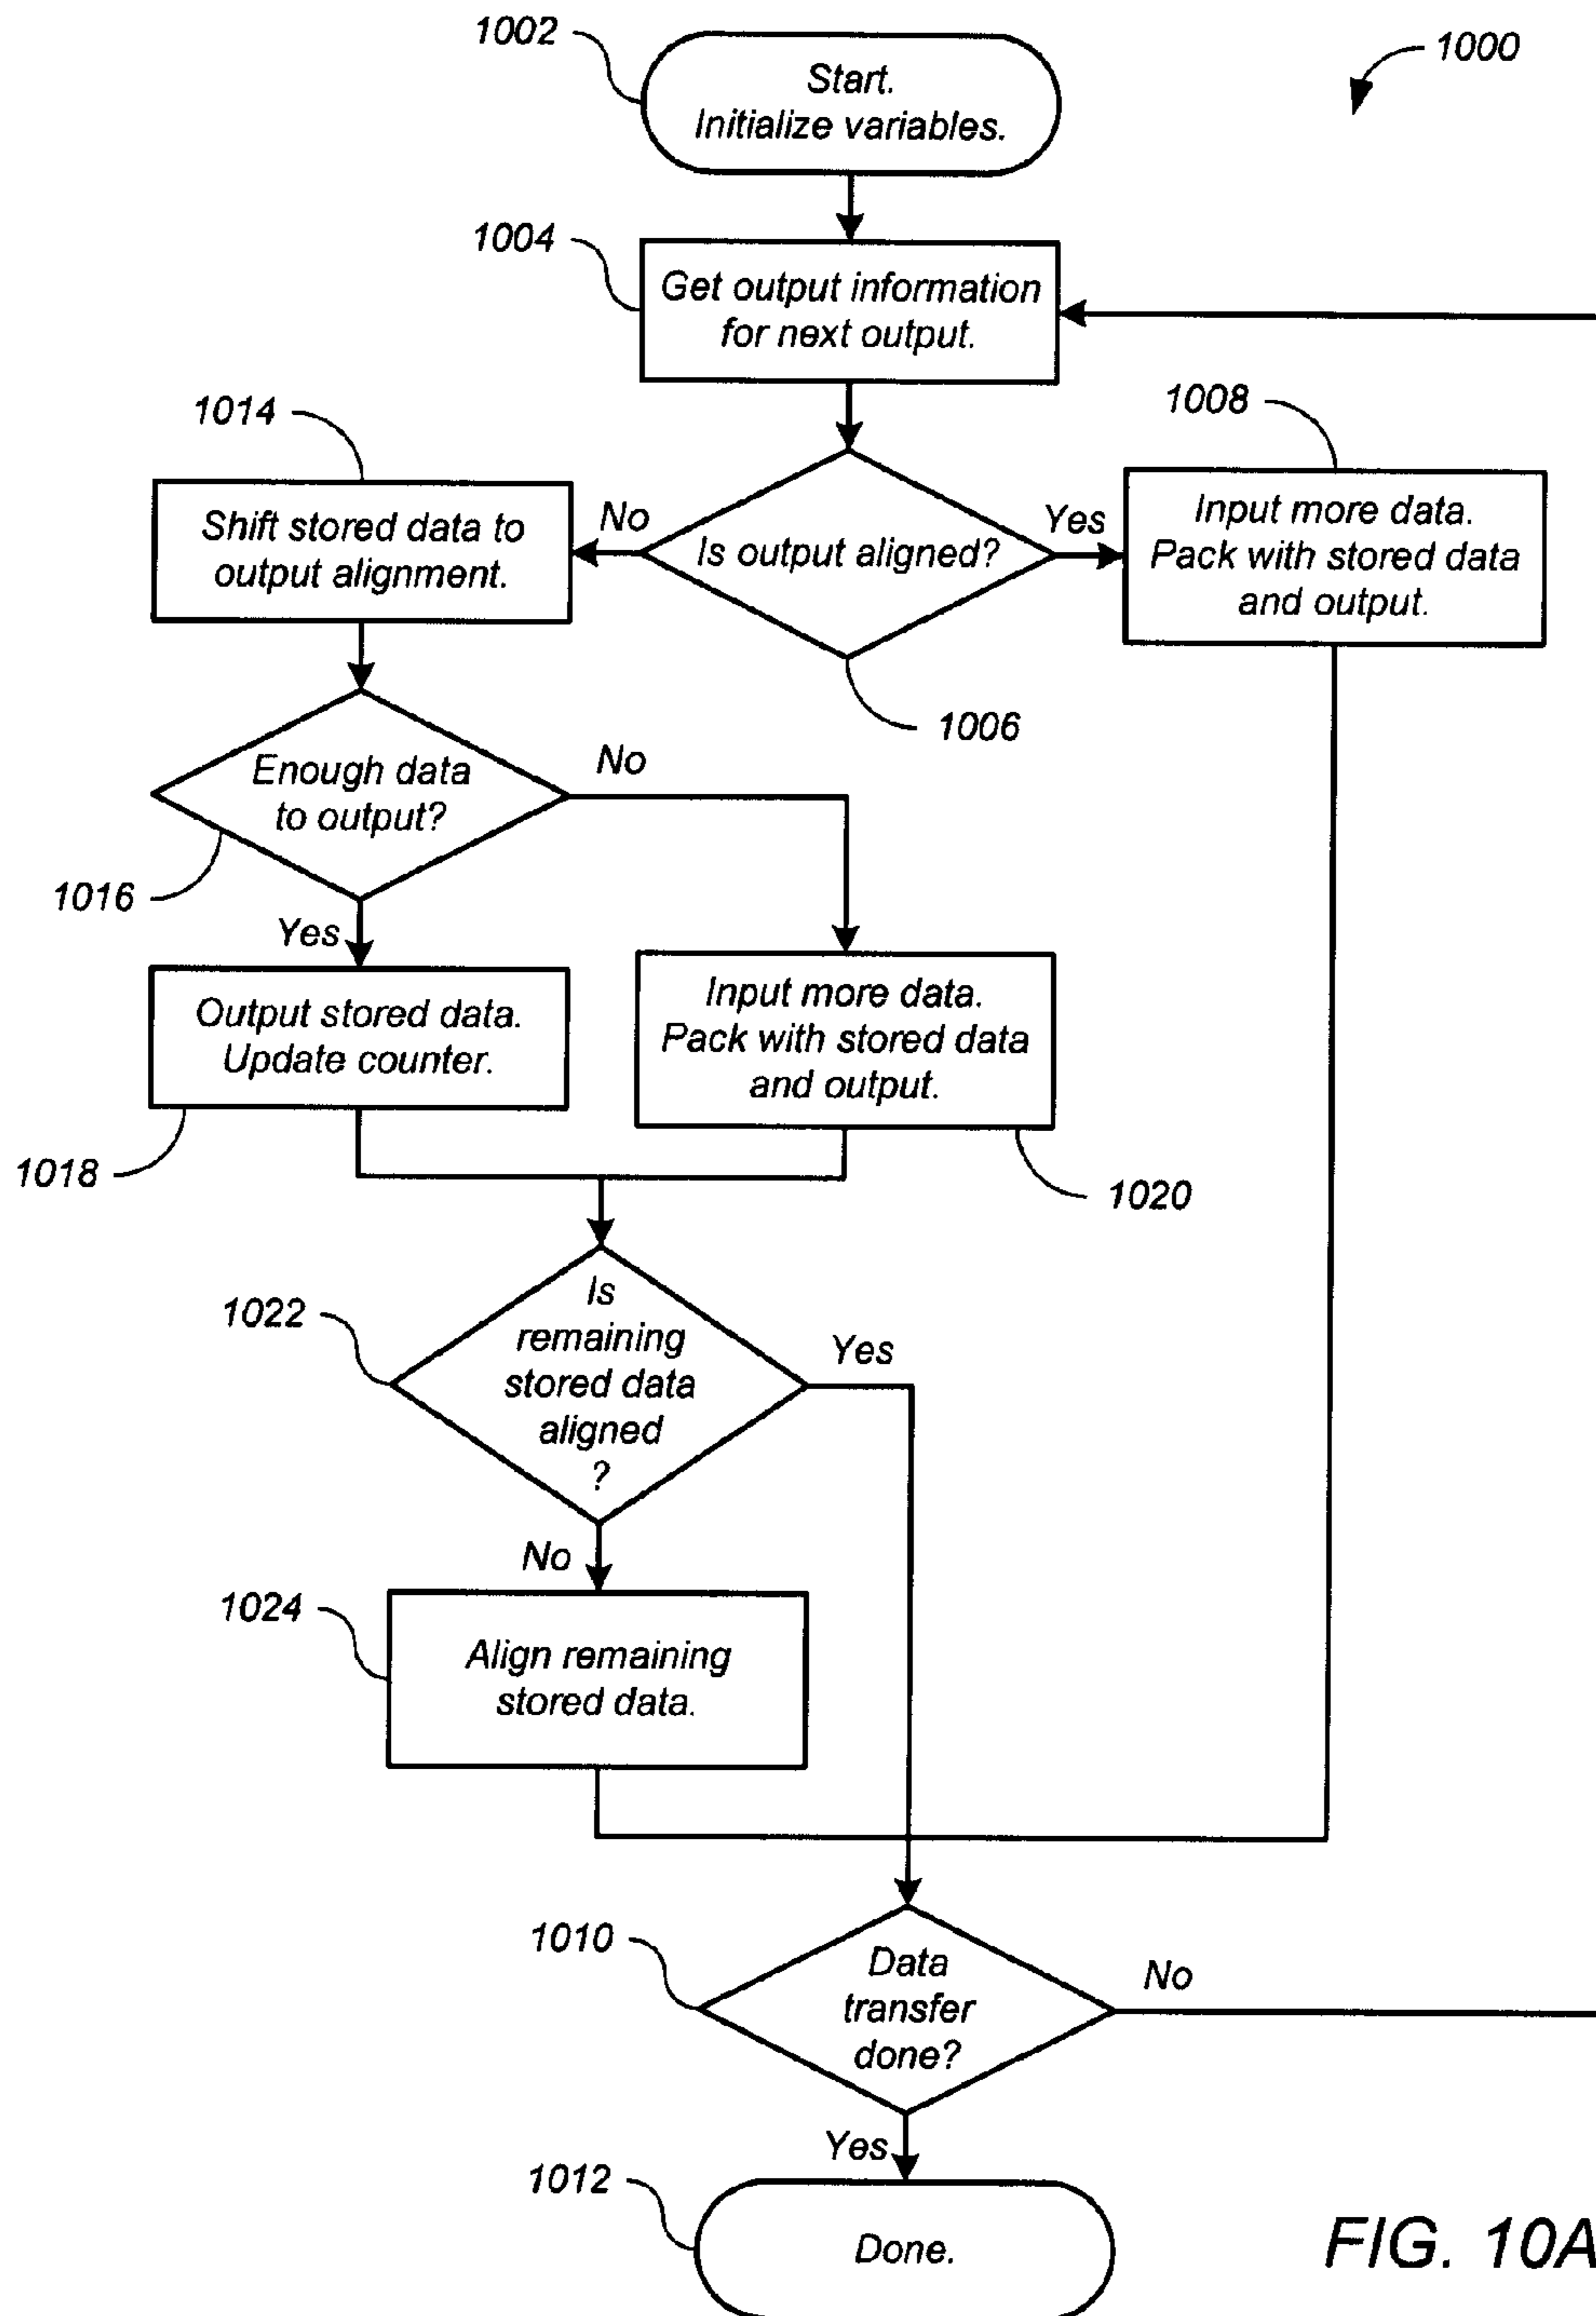 1002
Start.
Initialize variables.
1000
1004
Get output information
for next output.
1014
Shift stored data to
output alignment.
No
Is output aligned?
Yes
1006
1008
Input more data.
Pack with stored data
and output.
Enough data
to output?
No
1016
Yes
Output stored data.
Update counter.
1018
Input more data.
Pack with stored data
and output.
1020
1022
Is
remaining
stored data
aligned
?
Yes
No
1024
Align remaining
stored data.
1010
Data
transfer
done?
No
Yes
1012
Done.
FIG. 10A